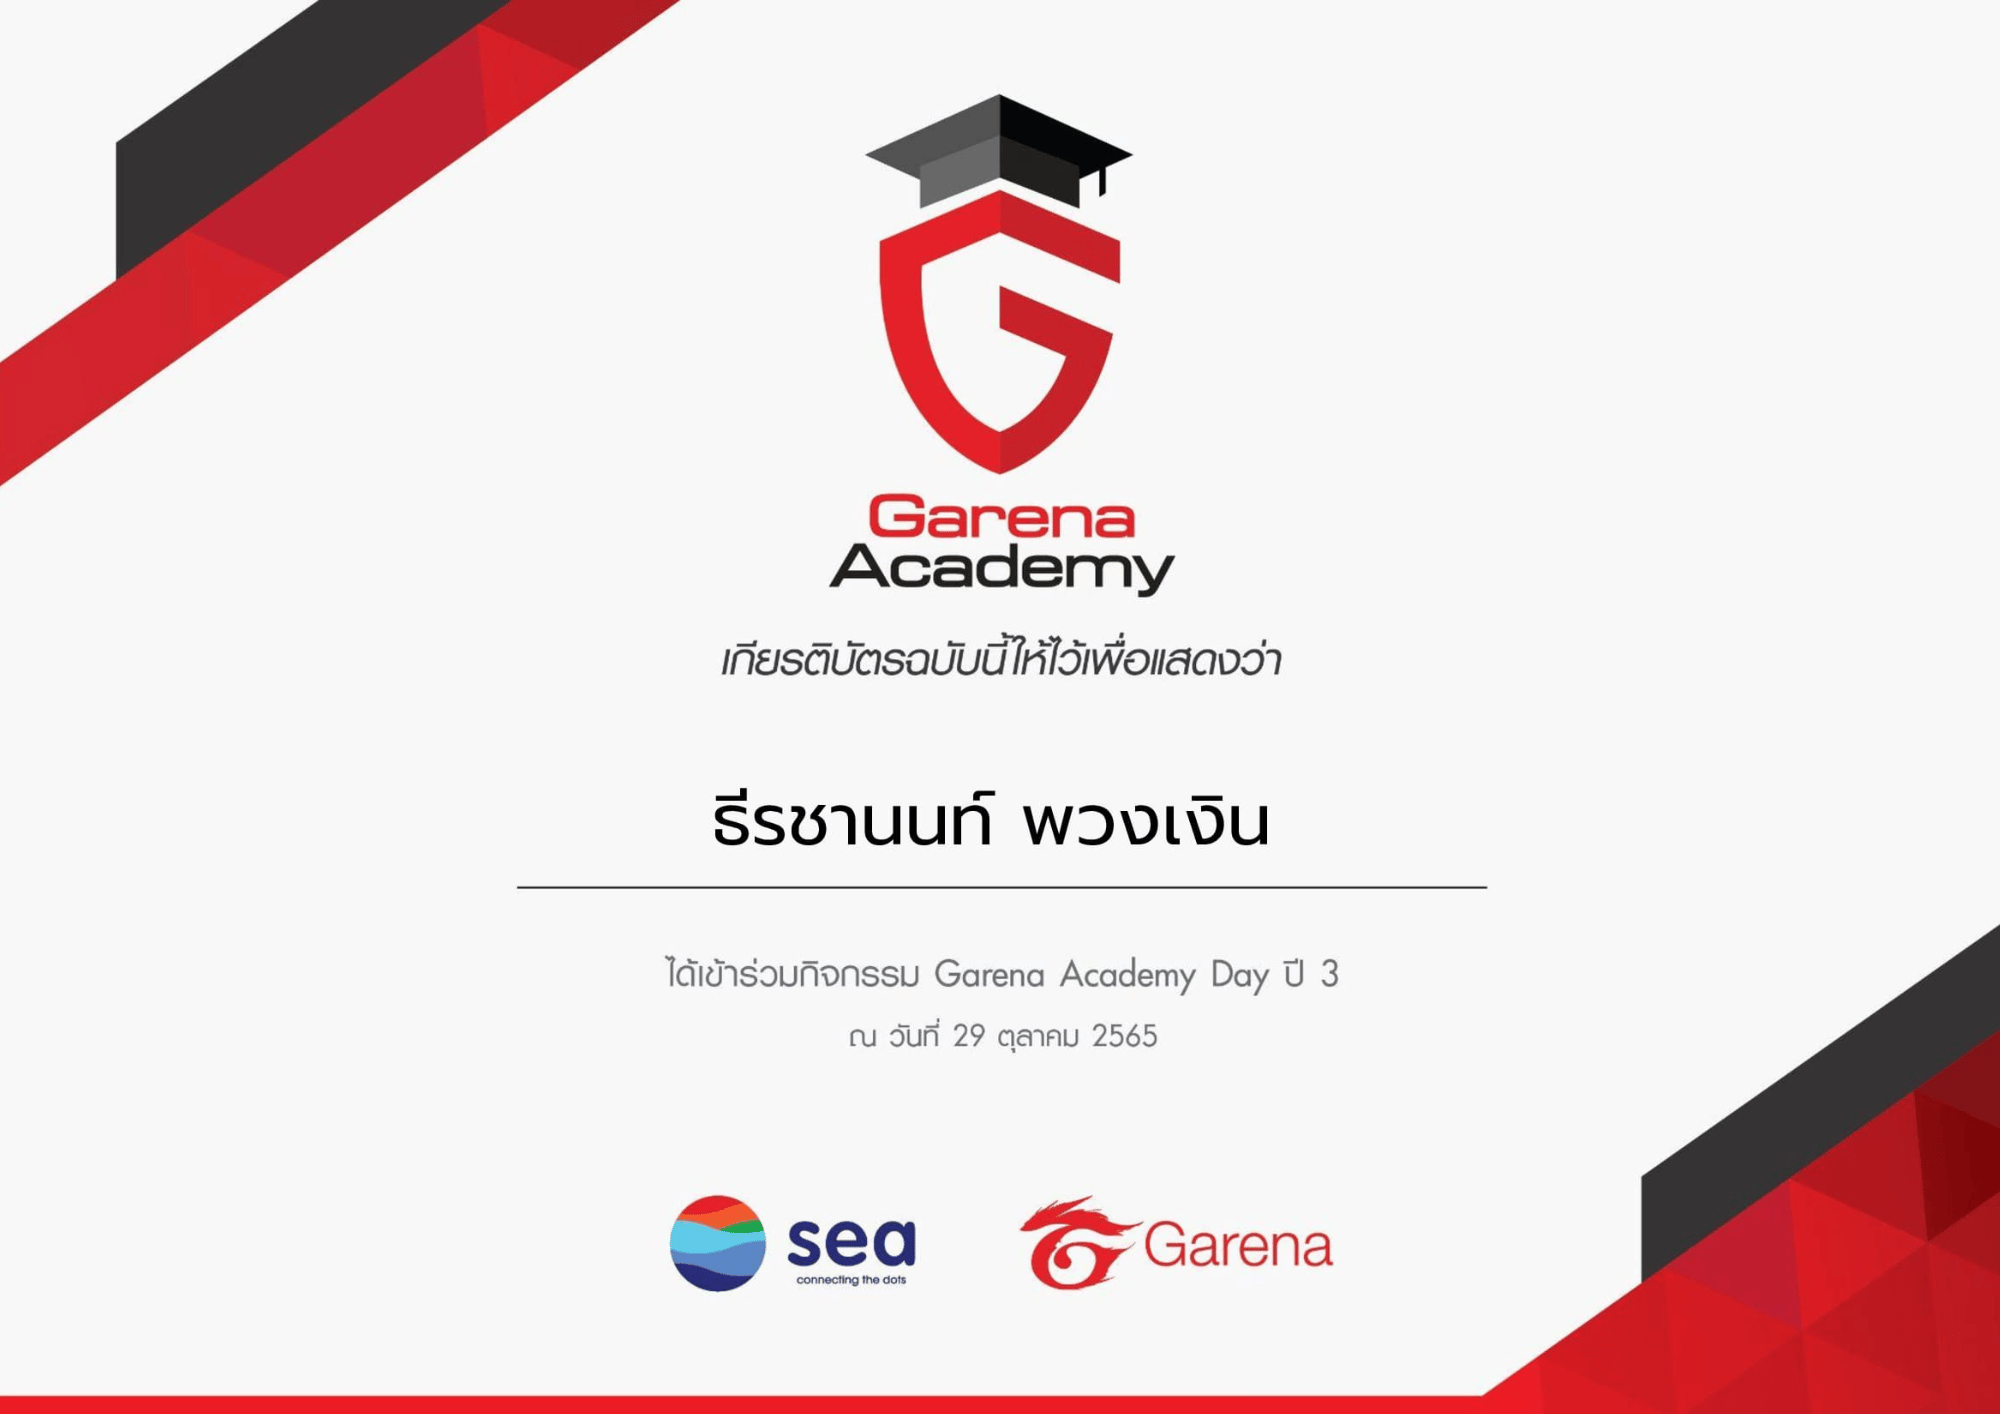 Garena
Academy
เกียรติบัตรฉบับนี้ให้ไว้เพื่อแสดงว่า
ธีรชานนท์ พวงเงิน
ได้เข้าร่วมกิจกรรม Garena Academy Day ปี 3
ณ วันที่ 29 ตุลาคม 2565
sea
connecting the dots
Garena